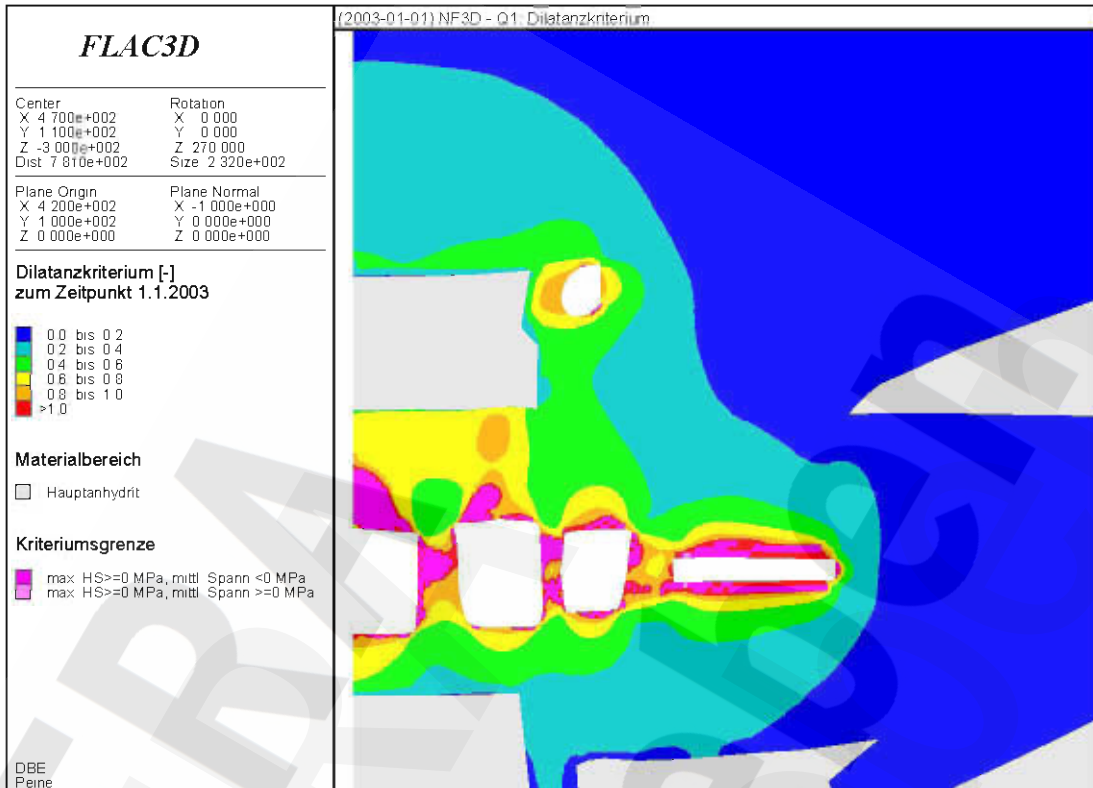 (2003-01-01) NF3D - Q1: Dilatanzkriterium
FLAC3D
Center Rotation
X 4 700e+002 X 0 000
Y 1 100e+002 Y 0 000
Z -3 000e+002 Z 270 000
Dist 7 810e+002 Size 2 320e+002
Plane Origin Plane Normal
X 4 200e+002 X -1 000e+000
Y 1 000e+002 Y 0 000e+000
Z 0 000e+000 Z 0 000e+000
Dilatanzkriterium [-]
zum Zeitpunkt 1.1.2003
0 0 bis 0 2
0 2 bis 0 4
0 4 bis 0 6
0 6 bis 0 8
0 8 bis 1 0
>1.0
Materialbereich
Hauptanhydrit
Kriteriumsgrenze
max HS>=0 MPa, mittl Spann <0 MPa
max HS>=0 MPa, mittl Spann >=0 MPa
DBE
Peine